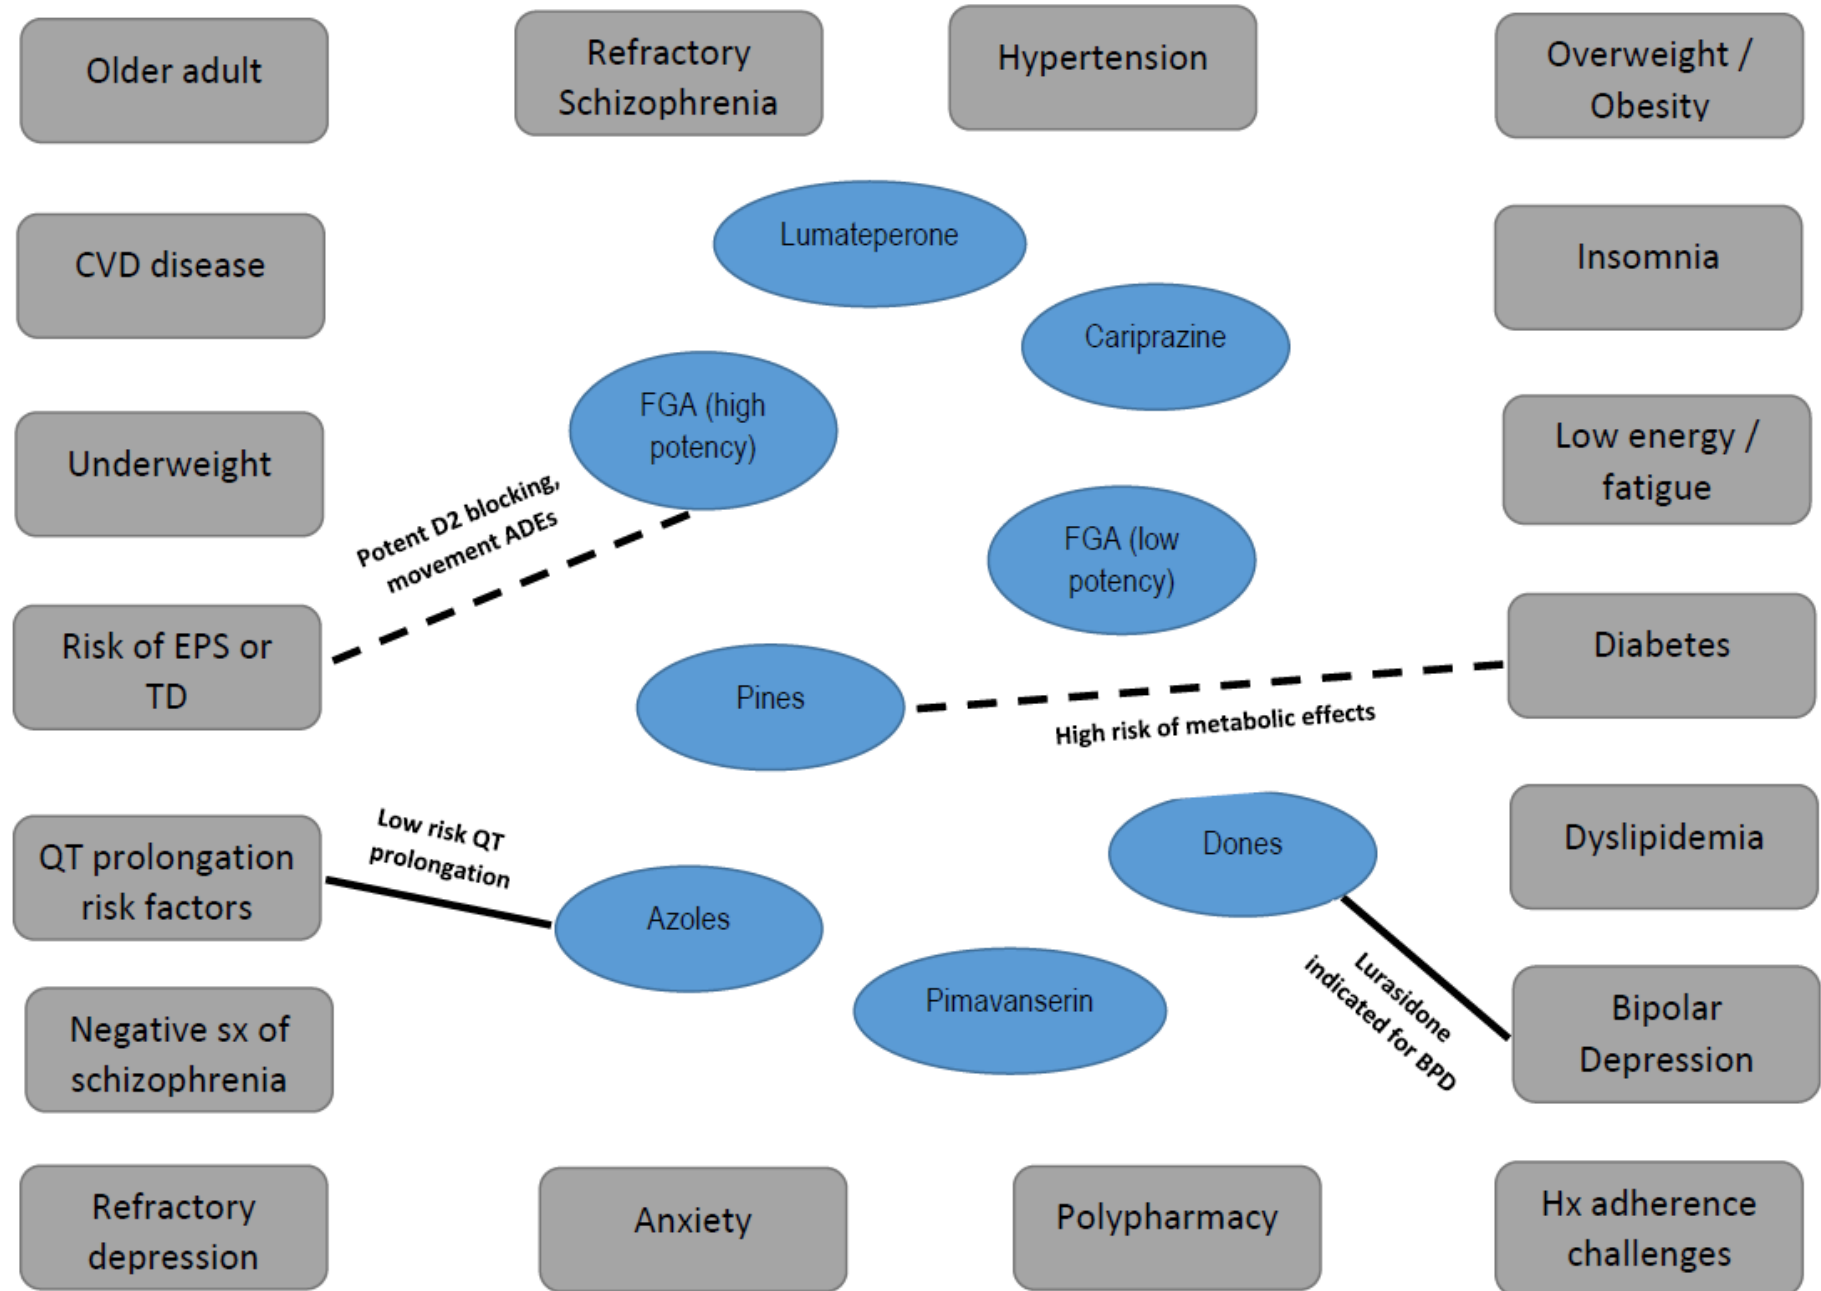 Older adult
Refractory
Schizophrenia
Hypertension
Overweight /
Obesity
CVD disease
Lumateperone
Insomnia
Cariprazine
Underweight
FGA (high
potency)
Low energy /
fatigue
Potent D2 blocking,
movement ADEs
FGA (low
potency)
Risk of EPS or
TD
Pines
High risk of metabolic effects
Diabetes
QT prolongation
risk factors
Low risk QT
prolongation
Azoles
Dones
Dyslipidemia
Negative sx of
schizophrenia
Pimavanserin
Lurasidone
indicated for BPD
Bipolar
Depression
Refractory
depression
Anxiety
Polypharmacy
Hx adherence
challenges